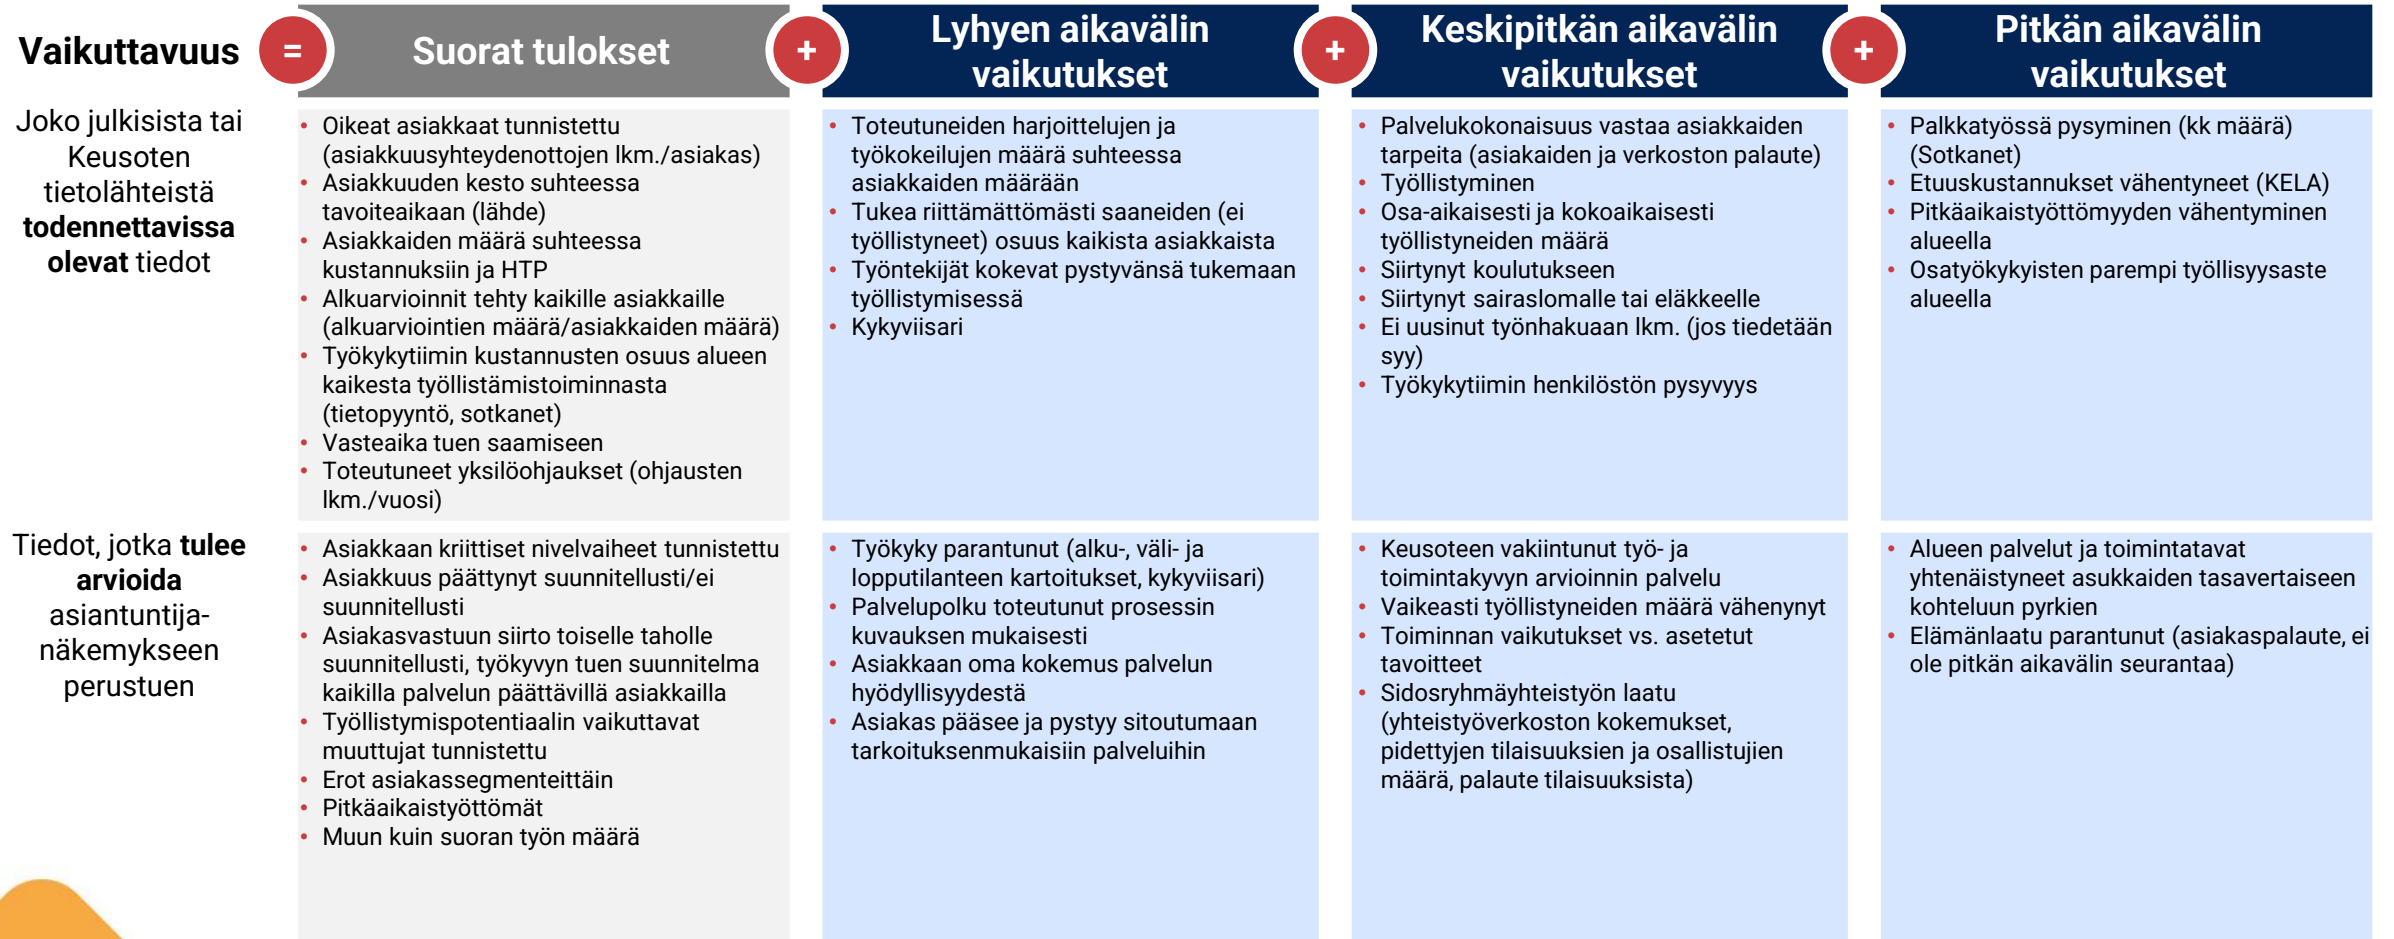 Vaikuttavuus
=
Suorat tulokset
+
Lyhyen aikavälin
vaikutukset
+
Keskipitkän aikavälin
vaikutukset
+
Pitkän aikavälin
vaikutukset
Joko julkisista tai
Keusoten
tietolähteistä
todennettavissa
olevat tiedot
• Oikeat asiakkaat tunnistettu
(asiakkuusyhteydenottojen lkm./asiakas)
• Asiakkuuden kesto suhteessa
tavoiteaikaan (lähde)
• Asiakkaiden määrä suhteessa
kustannuksiin ja HTP
• Alkuarvioinnit tehty kaikille asiakkaille
(alkuarviointien määrä/asiakkaiden määrä)
• Työkykytiimin kustannusten osuus alueen
kaikesta työllistämistoiminnasta
(tietopyyntö, sotkanet)
• Vasteaika tuen saamiseen
• Toteutuneet yksilöohjaukset (ohjausten
lkm./vuosi)
• Toteutuneiden harjoittelujen ja
työkokeilujen määrä suhteessa
asiakkaiden määrään
• Tukea riittämättömästi saaneiden (ei
työllistyneet) osuus kaikista asiakkaista
• Työntekijät kokevat pystyvänsä tukemaan
työllistymisessä
• Kykyviisari
• Palvelukokonaisuus vastaa asiakkaiden
tarpeita (asiakaiden ja verkoston palaute)
• Työllistyminen
• Osa-aikaisesti ja kokoaikaisesti
työllistyneiden määrä
• Siirtynyt koulutukseen
• Siirtynyt sairaslomalle tai eläkkeelle
• Ei uusinut työnhakuaan lkm. (jos tiedetään
syy)
• Työkykytiimin henkilöstön pysyvyys
• Palkkatyössä pysyminen (kk määrä)
(Sotkanet)
• Etuuskustannukset vähentyneet (KELA)
• Pitkäaikaistyöttömyyden vähentyminen
alueella
• Osatyökykyisten parempi työllisyysaste
alueella
Tiedot, jotka tulee
arvioida
asiantuntija-
näkemykseen
perustuen
• Asiakkaan kriittiset nivelvaiheet tunnistettu
• Asiakkuus päättynyt suunnitellusti/ei
suunnitellusti
• Asiakasvastuun siirto toiselle taholle
suunnitellusti, työkyvyn tuen suunnitelma
kaikilla palvelun päättävillä asiakkailla
• Työllistymispotentiaalin vaikuttavat
muuttujat tunnistettu
• Erot asiakassegmenteittäin
• Pitkäaikaistyöttömät
• Muun kuin suoran työn määrä
• Työkyky parantunut (alku-, väli- ja
lopputilanteen kartoitukset, kykyviisari)
• Palvelupolku toteutunut prosessin
kuvauksen mukaisesti
• Asiakkaan oma kokemus palvelun
hyödyllisyydestä
• Asiakas pääsee ja pystyy sitoutumaan
tarkoituksenmukaisiin palveluihin
• Keusoteen vakiintunut työ- ja
toimintakyvyn arvioinnin palvelu
• Vaikeasti työllistyneiden määrä vähenynyt
• Toiminnan vaikutukset vs. asetetut
tavoitteet
• Sidosryhmäyhteistyön laatu
(yhteistyöverkoston kokemukset,
pidettyjen tilaisuuksien ja osallistujien
määrä, palaute tilaisuuksista)
• Alueen palvelut ja toimintatavat
yhtenäistyneet asukkaiden tasavertaiseen
kohteluun pyrkien
• Elämänlaatu parantunut (asiakaspalaute, ei
ole pitkän aikavälin seurantaa)